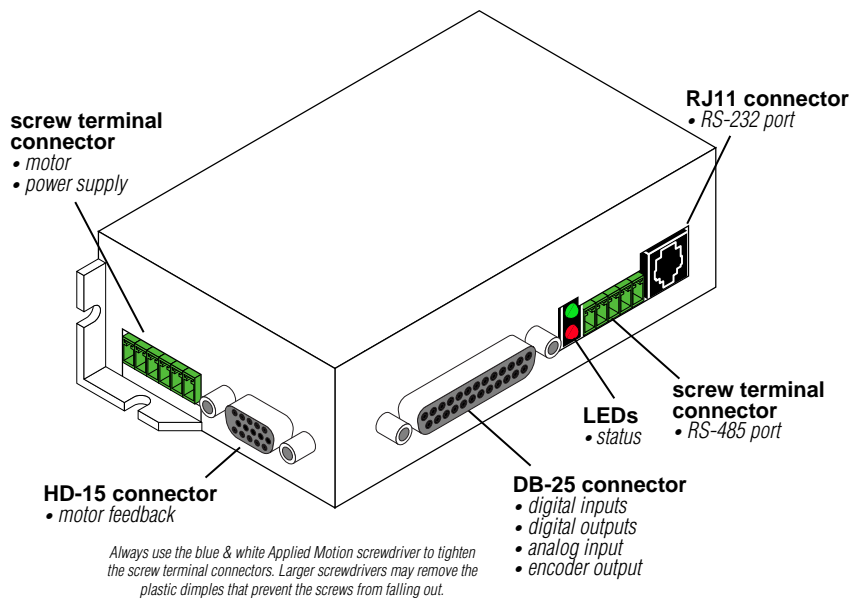 screw terminal
connector
• motor
• power supply
RJ11 connector
• RS-232 port
screw terminal
connector
• RS-485 port
LEDs
• status
DB-25 connector
• digital inputs
• digital outputs
• analog input
• encoder output
HD-15 connector
• motor feedback
Always use the blue & white Applied Motion screwdriver to tighten
the screw terminal connectors. Larger screwdrivers may remove the
plastic dimples that prevent the screws from falling out.